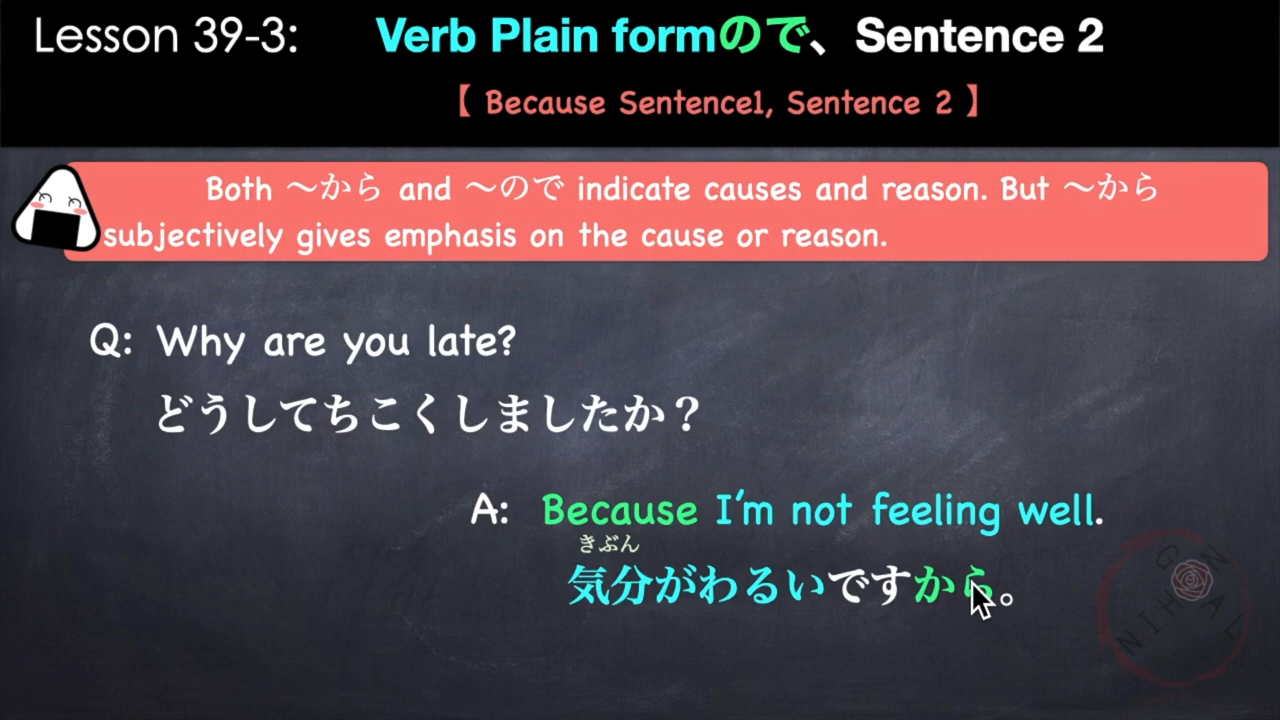 Lesson 39-3: Verb Plain formので、Sentence 2
【 Because Sentence1, Sentence 2 】
Both ～から and ～ので indicate causes and reason. But ～から
subjectively gives emphasis on the cause or reason.
Q: Why are you late?
どうしてちこくしましたか？
A: Because I'm not feeling well.
きぶん
気分がわるいですから。
NIHONGOAL